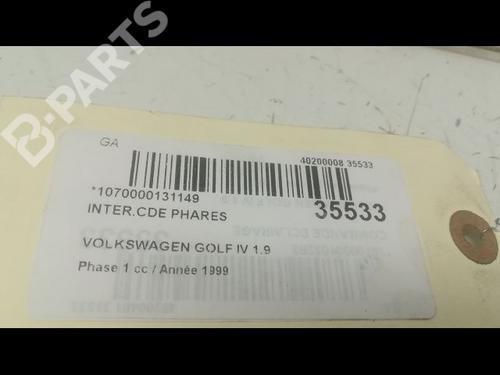 B-PARTS
GA
40200008 35533
*1070000131149
INTER.CDE PHARES
35533
VOLKSWAGEN GOLF IV 1.9
Phase 1 cc / Année 1999